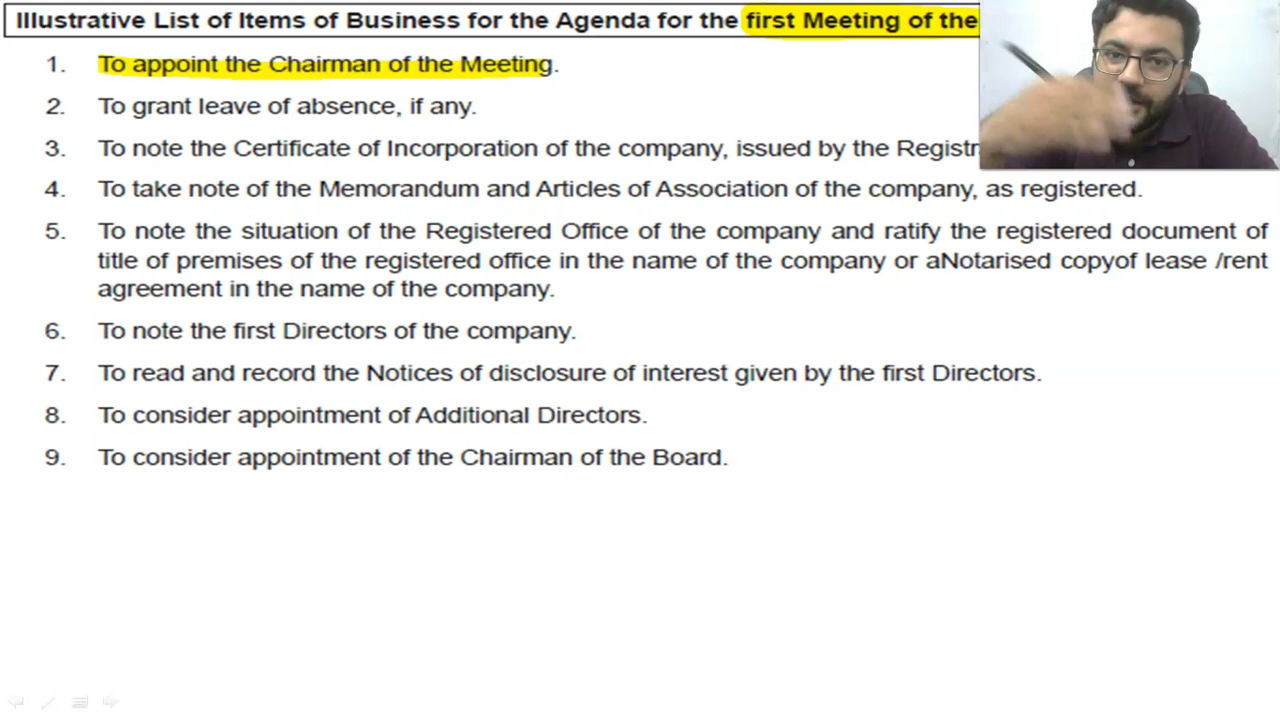 Illustrative List of Items of Business for the Agenda for the first Meeting of the
1. To appoint the Chairman of the Meeting.
2. To grant leave of absence, if any.
3. To note the Certificate of Incorporation of the company, issued by the
4. To take note of the Memorandum and Articles of Association of the company, as registered.
5. To note the situation of the Registered Office of the company and ratify the registered document of
title of premises of the registered office in the name of the company or aNotarised copyof lease /rent
agreement in the name of the company.
6. To note the first Directors of the company.
7. To read and record the Notices of disclosure of interest given by the first Directors.
8. To consider appointment of Additional Directors.
9. To consider appointment of the Chairman of the Board.